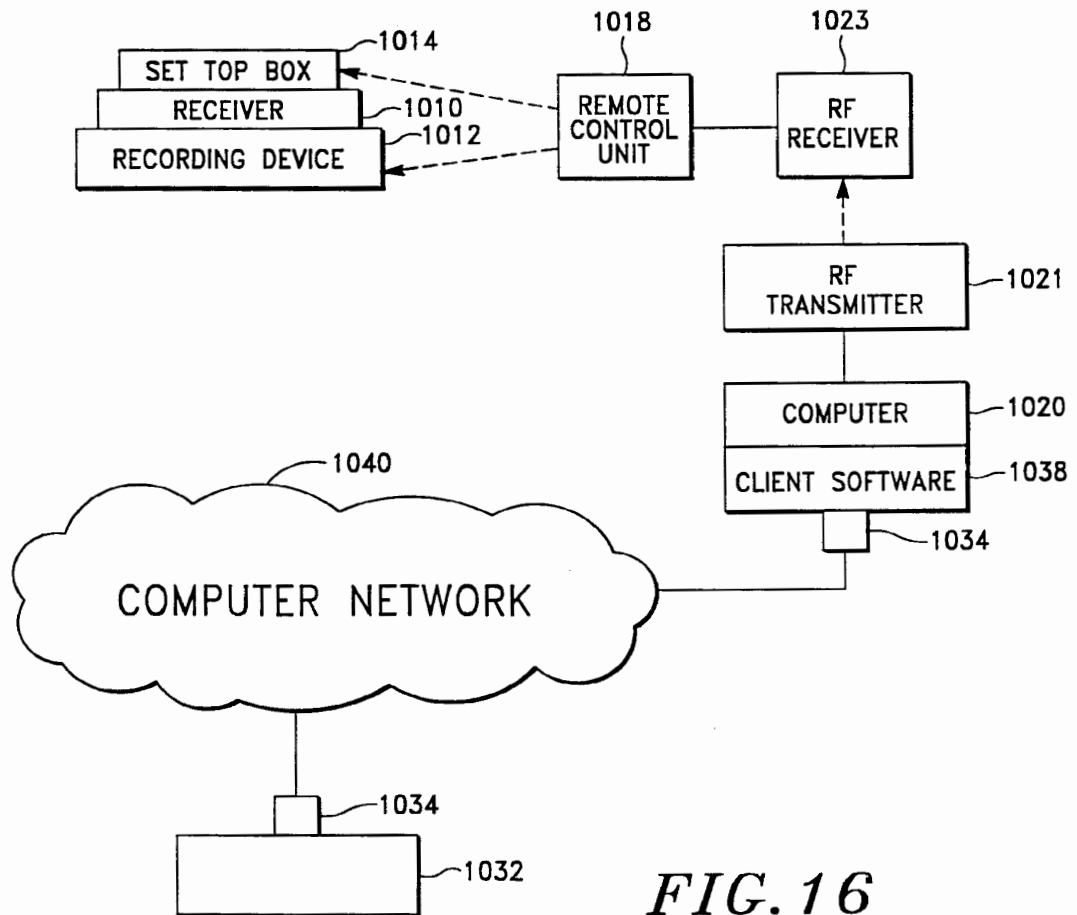 1014
SET TOP BOX
RECEIVER
1010
1012
RECORDING DEVICE
1018
REMOTE
CONTROL
UNIT
1023
RF
RECEIVER
RF
TRANSMITTER
1021
COMPUTER
1020
CLIENT SOFTWARE
1038
1034
1040
COMPUTER NETWORK
1034
1032
FIG.16